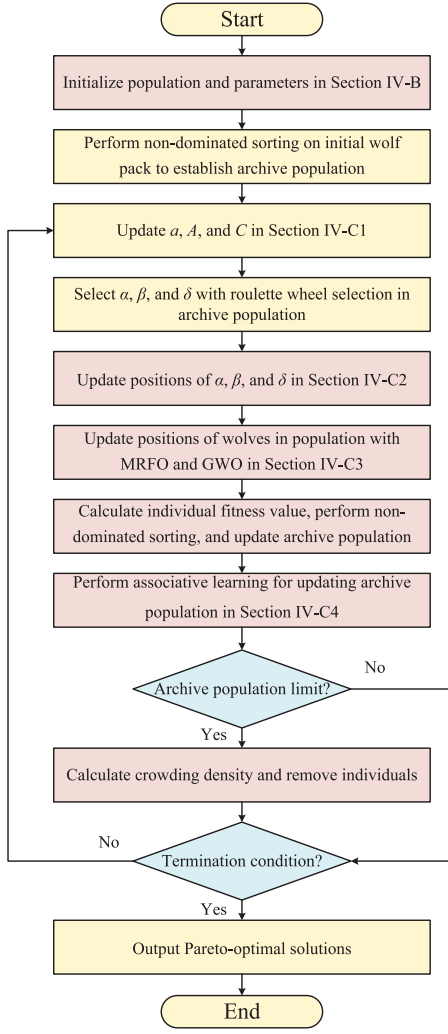 Start
Initialize population and parameters in Section IV-B
Perform non-dominated sorting on initial wolf
pack to establish archive population
Update a, A, and C in Section IV-C1
Select α, β, and δ with roulette wheel selection in
archive population
Update positions of α, β, and δ in Section IV-C2
Update positions of wolves in population with
MRFO and GWO in Section IV-C3
Calculate individual fitness value, perform non-
dominated sorting, and update archive population
Perform associative learning for updating archive
population in Section IV-C4
No
Archive population limit?
Yes
Calculate crowding density and remove individuals
No
Termination condition?
Yes
Output Pareto-optimal solutions
End